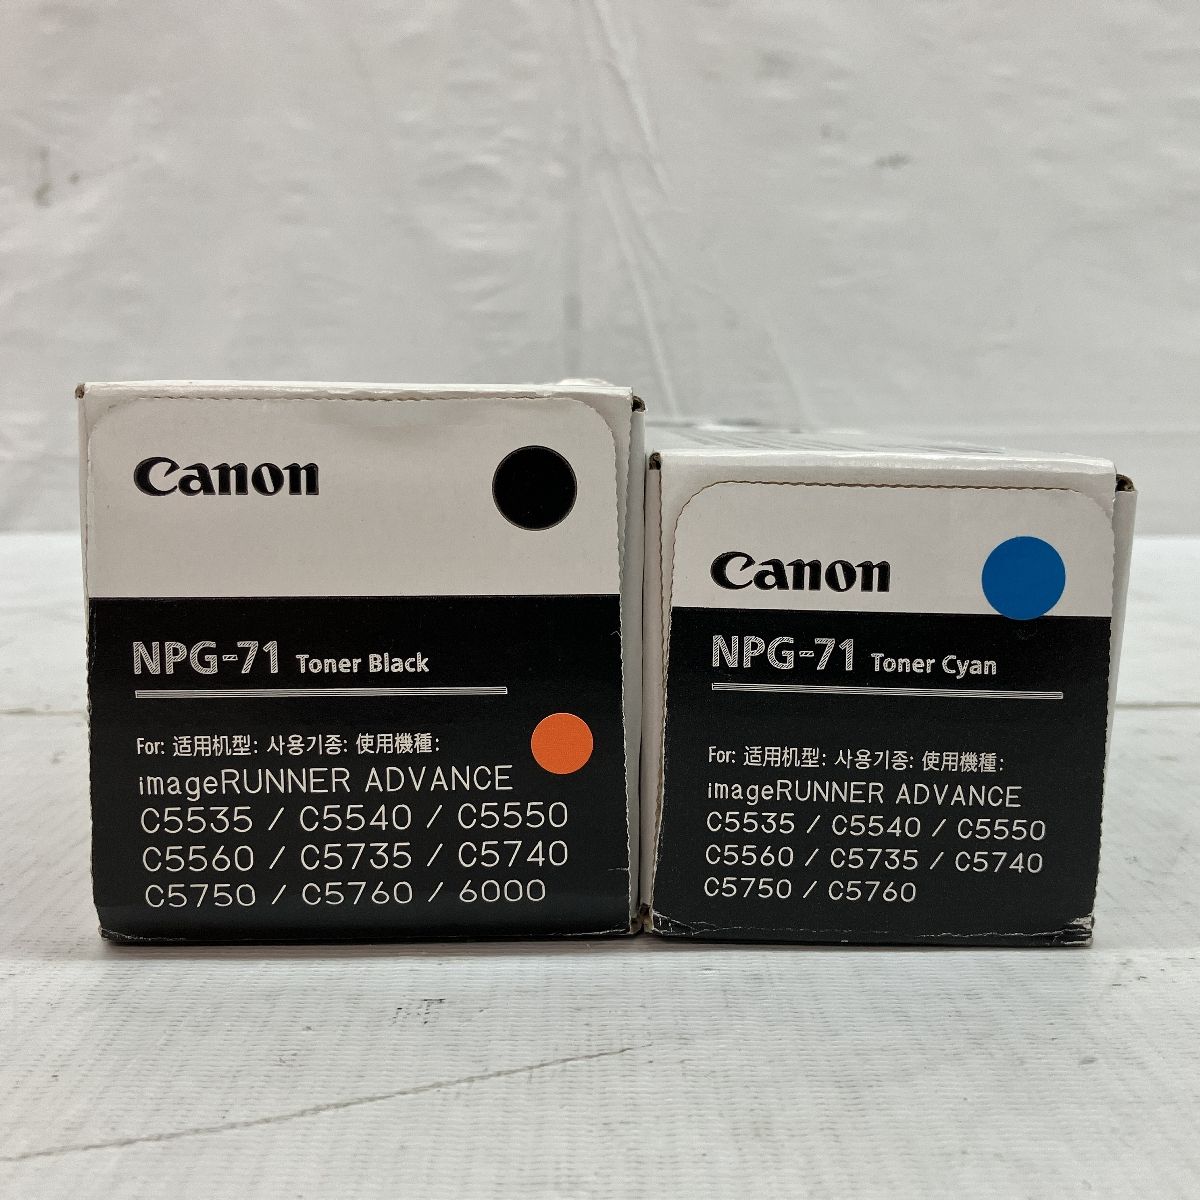 Canon
NPG-71 Toner Black
For: 适用机型: 사용기종: 使用機種:
imageRUNNER ADVANCE
C5535 / C5540 / C5550
C5560 / C5735 / C5740
C5750 / C5760 / 6000
Canon
NPG-71 Toner Cyan
For: 适用机型: 사용기종: 使用機種:
imageRUNNER ADVANCE
C5535 / C5540 / C5550
C5560 / C5735 / C5740
C5750 / C5760